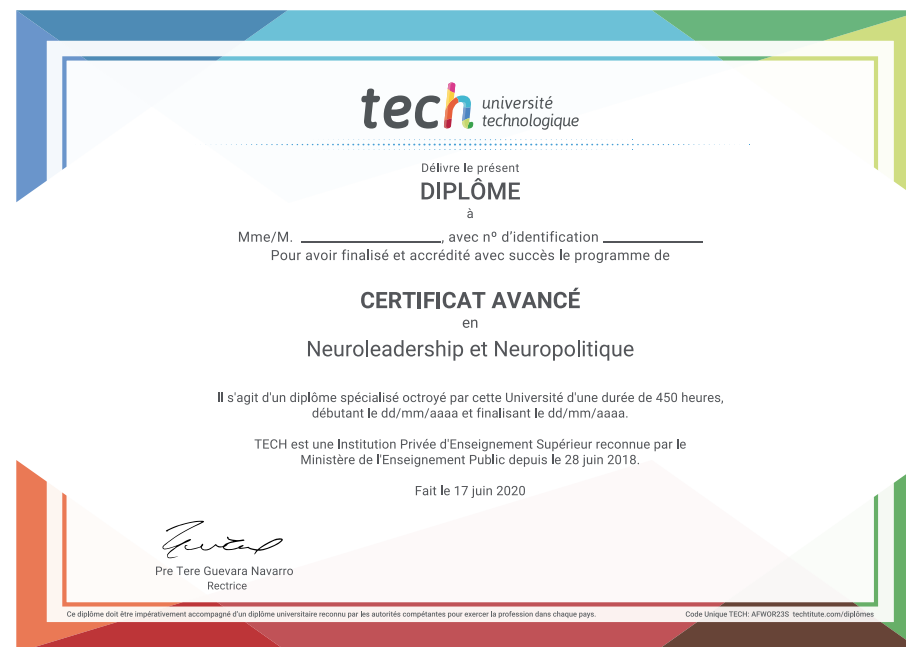 tech université
technologique
Délivre le présent
DIPLÔME
à
Mme/M. ____________________, avec nº d'identification ______________
Pour avoir finalisé et accrédité avec succès le programme de
CERTIFICAT AVANCÉ
en
Neuroleadership et Neuropolitique
Il s'agit d'un diplôme spécialisé octroyé par cette Université d'une durée de 450 heures,
débutant le dd/mm/aaaa et finalisant le dd/mm/aaaa.
TECH est une Institution Privée d'Enseignement Supérieur reconnue par le
Ministère de l'Enseignement Public depuis le 28 juin 2018.
Fait le 17 juin 2020
Pre Tere Guevara Navarro
Rectrice
Ce diplôme doit être impérativement accompagné d'un diplôme universitaire reconnu par les autorités compétantes pour exercer la profession dans chaque pays.
Code Unique TECH: AFWOR23S techtitute.com/diplômes